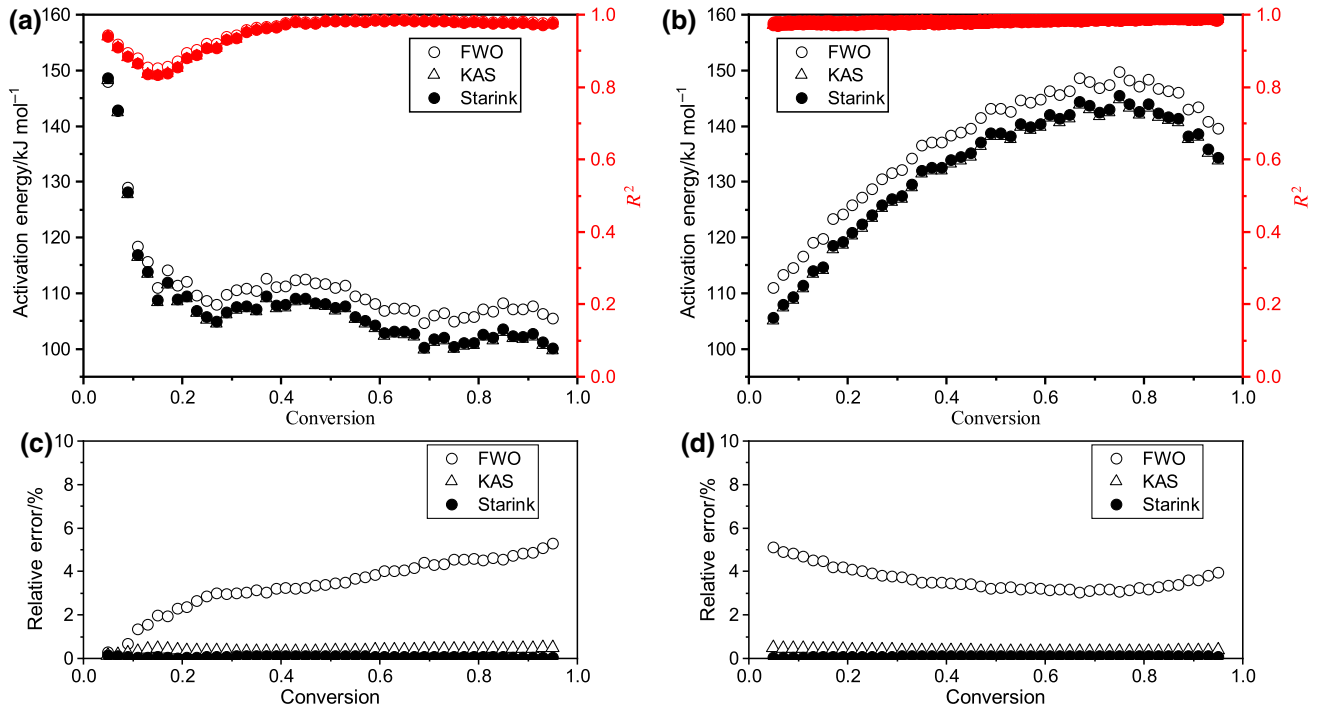 (a)
160
150
140
130
120
110
100
Activation energy/kJ mol⁻¹
FWO
KAS
Starink
1.0
0.8
0.6
0.4
0.2
0.0
R²
0.0 0.2 0.4 0.6 0.8 1.0
Conversion
(b)
160
150
140
130
120
110
100
Activation energy/kJ mol⁻¹
FWO
KAS
Starink
1.0
0.8
0.6
0.4
0.2
0.0
R²
0.0 0.2 0.4 0.6 0.8 1.0
Conversion
(c)
10
8
6
4
2
0
Relative error/%
FWO
KAS
Starink
0.0 0.2 0.4 0.6 0.8 1.0
Conversion
(d)
10
8
6
4
2
0
Relative error/%
FWO
KAS
Starink
0.0 0.2 0.4 0.6 0.8 1.0
Conversion